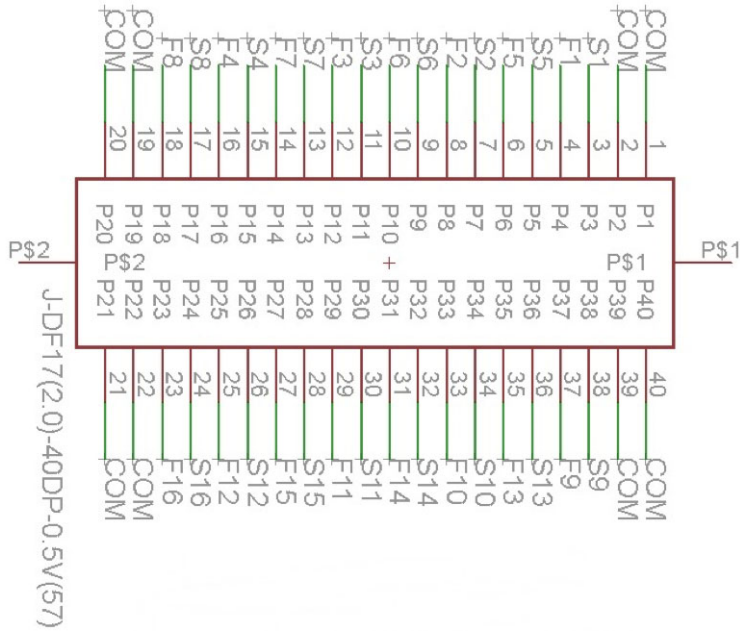 COM COM F8 S8 F4 S4 F7 S7 F3 S3 F6 S6 F2 S2 F5 S5 F1 S1 COM COM
20 19 18 17 16 15 14 13 12 11 10 9 8 7 6 5 4 3 2 1
P20 P19 P18 P17 P16 P15 P14 P13 P12 P11 P10 P9 P8 P7 P6 P5 P4 P3 P2 P1
P$2 P$2 P$1 P$1
P21 P22 P23 P24 P25 P26 P27 P28 P29 P30 P31 P32 P33 P34 P35 P36 P37 P38 P39 P40
21 22 23 24 25 26 27 28 29 30 31 32 33 34 35 36 37 38 39 40
COM COM F16 S16 F12 S12 F15 S15 F11 S11 F14 S14 F10 S10 F13 S13 F9 S9 COM COM
J-DF17(2.0)-40DP-0.5V(57)